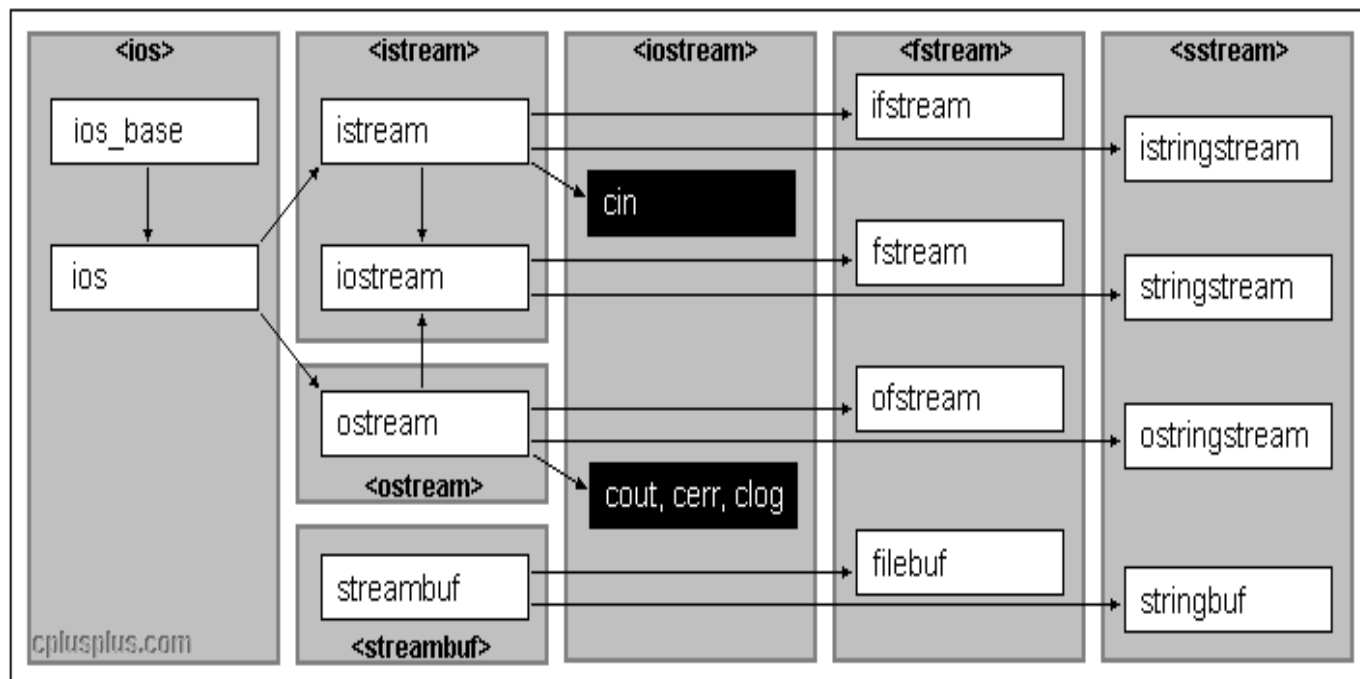 <ios>
<istream>
<iostream>
<fstream>
<sstream>
ios_base
istream
ifstream
istringstream
cin
ios
iostream
fstream
stringstream
ostream
ofstream
ostringstream
<ostream>
cout, cerr, clog
streambuf
filebuf
stringbuf
<streambuf>
cplusplus.com